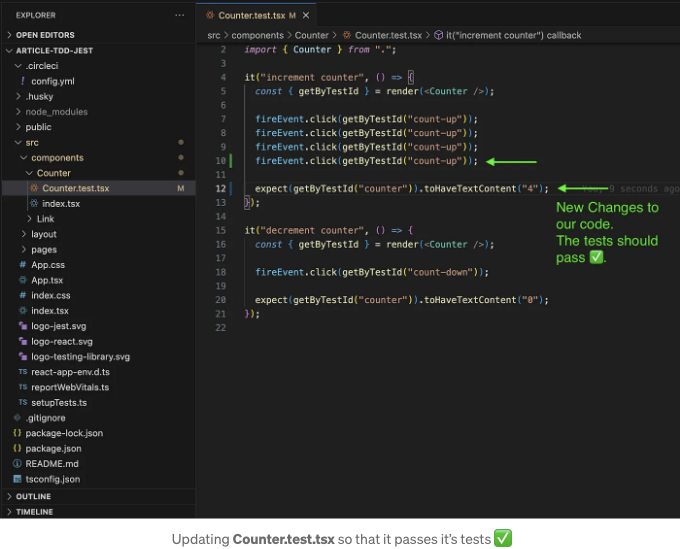 EXPLORER
Counter.test.tsx M
OPEN EDITORS
ARTICLE-TDD-JEST
.circleci
config.yml
.husky
node_modules
public
src
components
Counter
Counter.test.tsx M
index.tsx
Link
layout
pages
App.css
App.tsx
index.css
index.tsx
logo-jest.svg
logo-react.svg
logo-testing-library.svg
TS react-app-env.d.ts
TS reportWebVitals.ts
TS setupTests.ts
.gitignore
{} package-lock.json
{} package.json
README.md
tsconfig.json
OUTLINE
TIMELINE
src > components > Counter > Counter.test.tsx > it("increment counter") callback
2 import { Counter } from ".";
3
4 it("increment counter", () => {
5 const { getByTestId } = render(<Counter />);
6
7 fireEvent.click(getByTestId("count-up"));
8 fireEvent.click(getByTestId("count-up"));
9 fireEvent.click(getByTestId("count-up"));
10 fireEvent.click(getByTestId("count-up"));
11
12 expect(getByTestId("counter")).toHaveTextContent("4"); You, 9 seconds ago
13 });
14
15 it("decrement counter", () => {
16 const { getByTestId } = render(<Counter />);
17
18 fireEvent.click(getByTestId("count-down"));
19
20 expect(getByTestId("counter")).toHaveTextContent("0");
21 });
22
New Changes to
our code.
The tests should
pass ✅.
Updating Counter.test.tsx so that it passes it's tests ✅